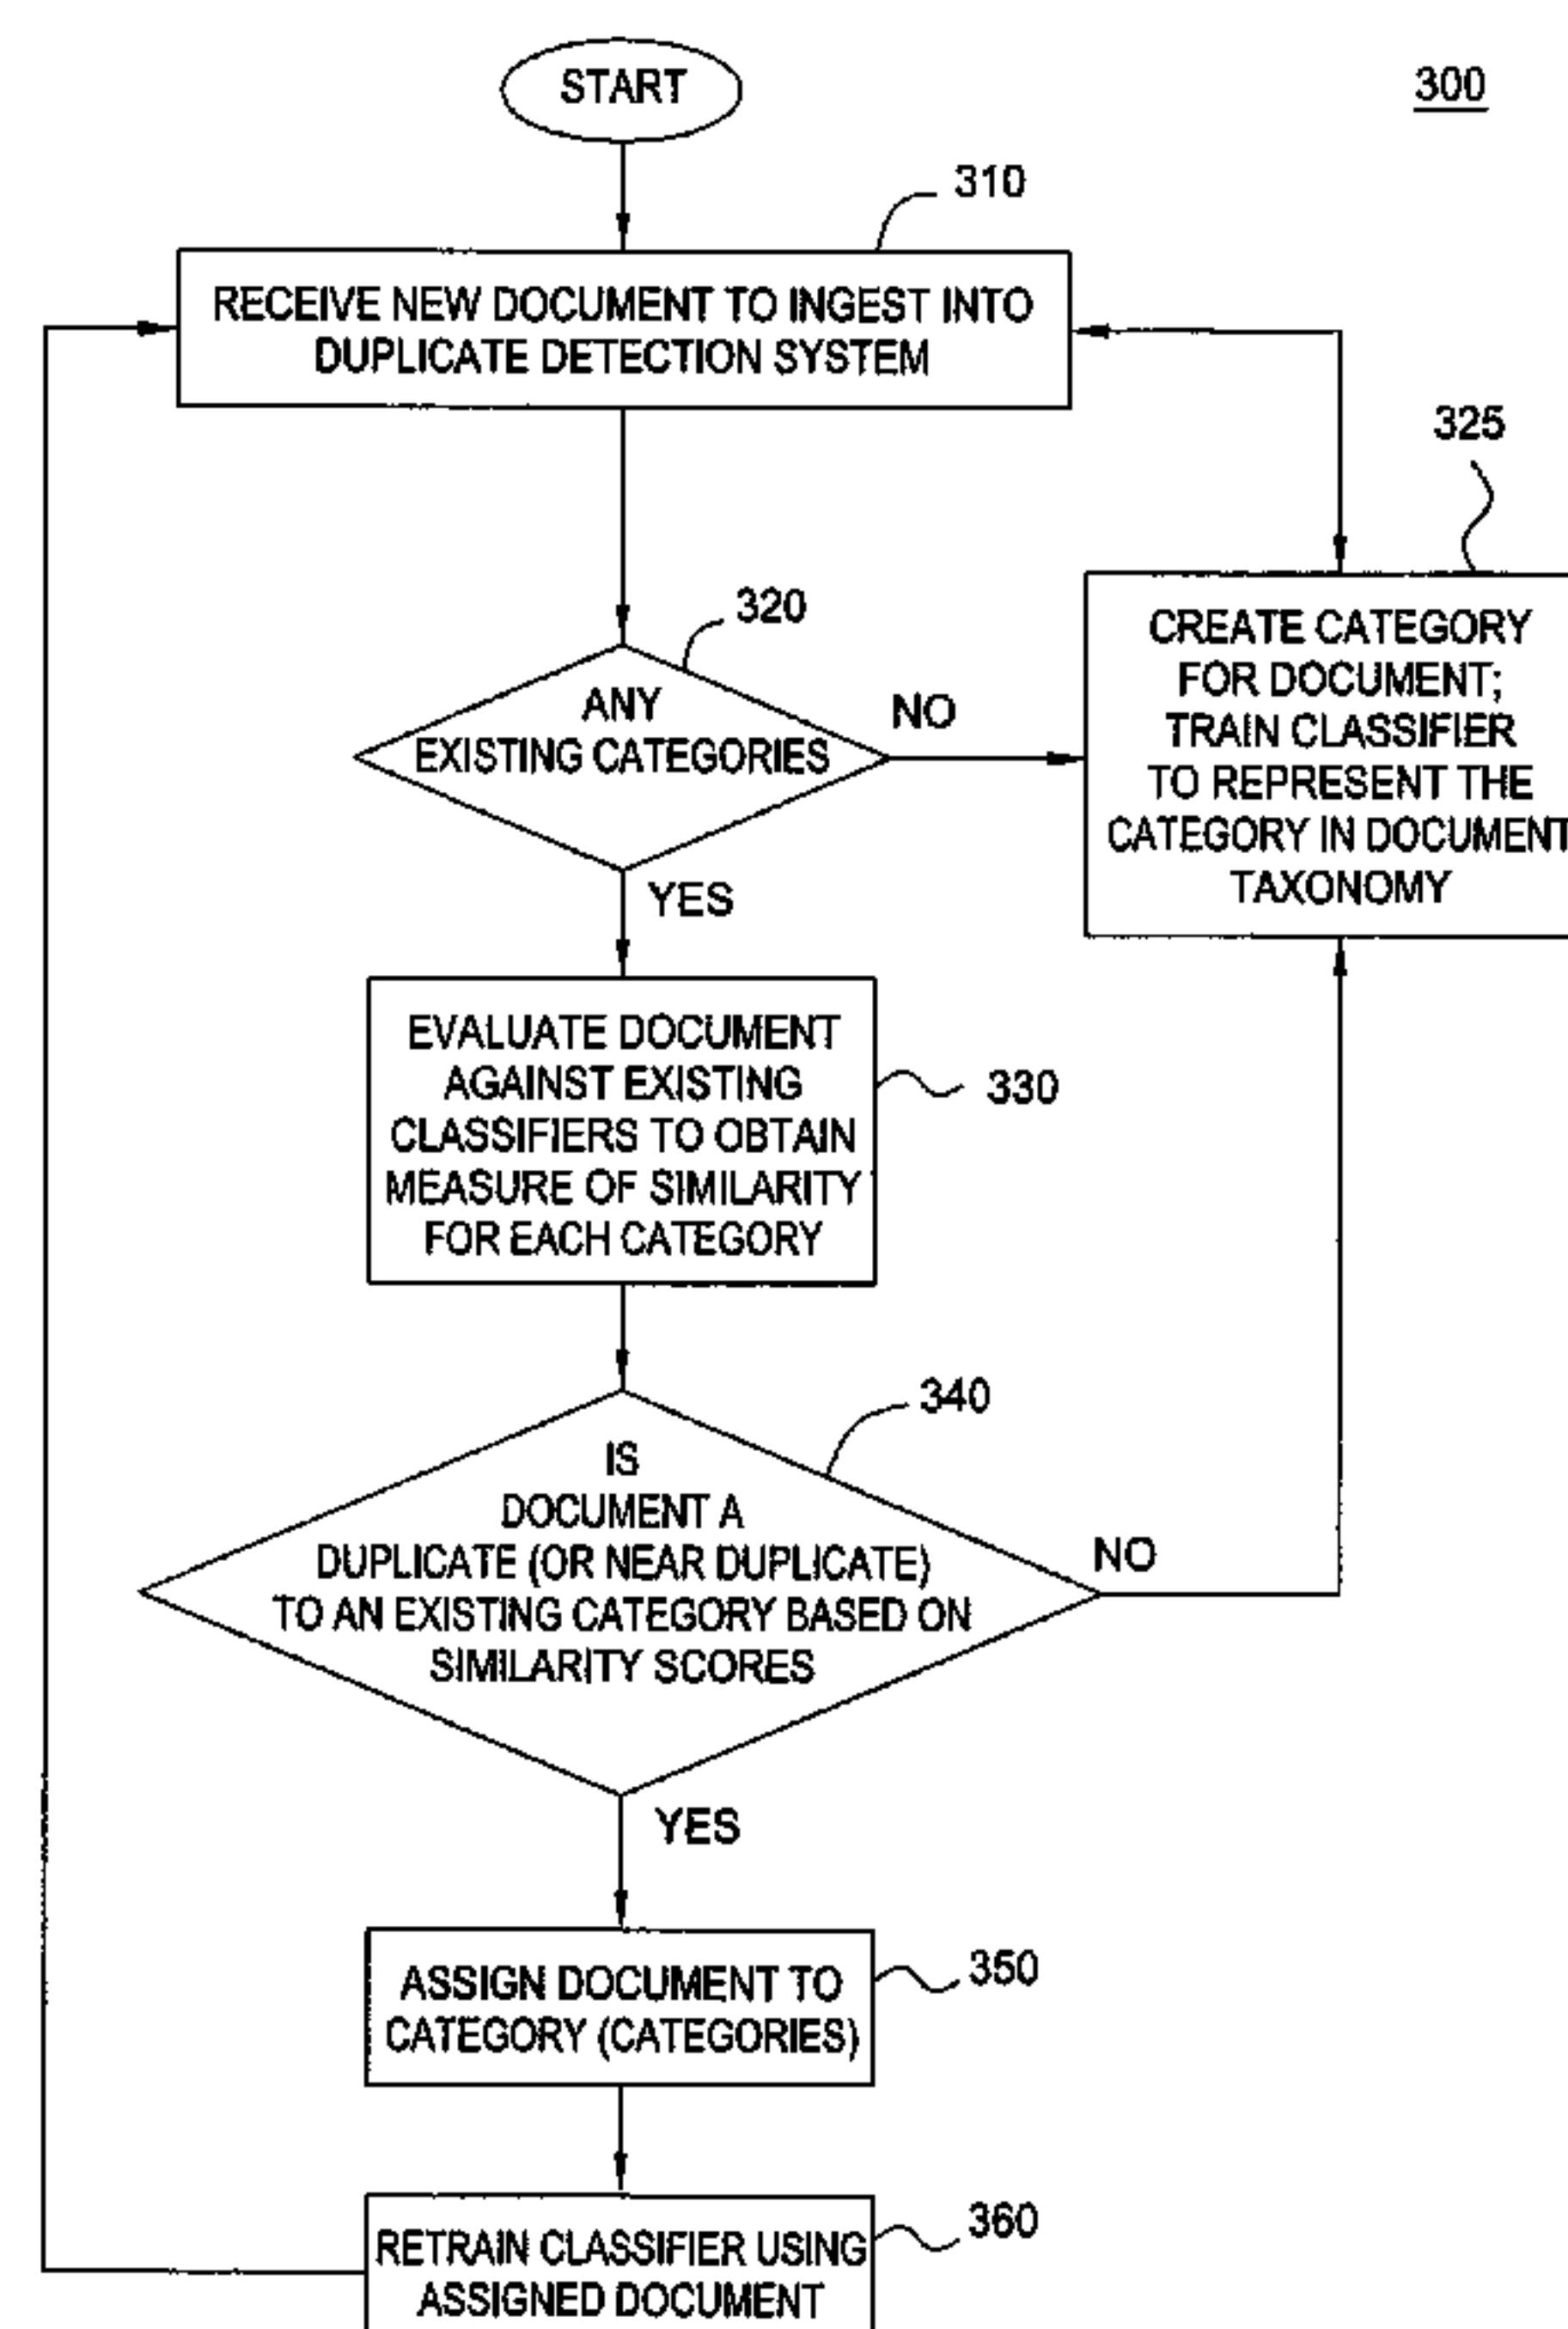 START
300
310
RECEIVE NEW DOCUMENT TO INGEST INTO
DUPLICATE DETECTION SYSTEM
325
320
ANY
EXISTING CATEGORIES
NO
YES
CREATE CATEGORY
FOR DOCUMENT;
TRAIN CLASSIFIER
TO REPRESENT THE
CATEGORY IN DOCUMENT
TAXONOMY
EVALUATE DOCUMENT
AGAINST EXISTING
CLASSIFIERS TO OBTAIN
MEASURE OF SIMILARITY
FOR EACH CATEGORY
330
340
IS
DOCUMENT A
DUPLICATE (OR NEAR DUPLICATE)
TO AN EXISTING CATEGORY BASED ON
SIMILARITY SCORES
NO
YES
ASSIGN DOCUMENT TO
CATEGORY (CATEGORIES)
350
RETRAIN CLASSIFIER USING
ASSIGNED DOCUMENT
360